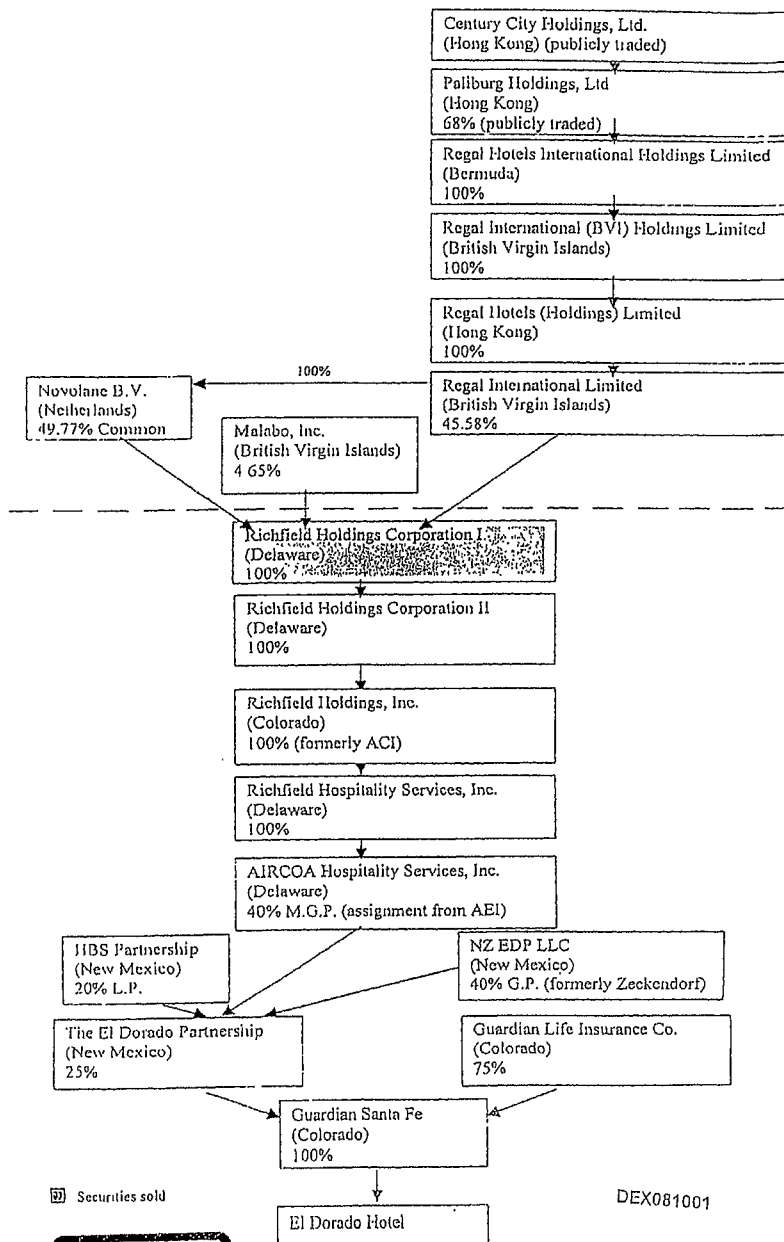 Century City Holdings, Ltd.
(Hong Kong) (publicly traded)
Paliburg Holdings, Ltd
(Hong Kong)
68% (publicly traded)
Regal Hotels International Holdings Limited
(Bermuda)
100%
Regal International (BVI) Holdings Limited
(British Virgin Islands)
100%
Regal Hotels (Holdings) Limited
(Hong Kong)
100%
100%
Novolane B.V.
(Netherlands)
49.77% Common
Regal International Limited
(British Virgin Islands)
45.58%
Malabo, Inc.
(British Virgin Islands)
4 65%
Richfield Holdings Corporation I
(Delaware)
100%
Richfield Holdings Corporation II
(Delaware)
100%
Richfield Holdings, Inc.
(Colorado)
100% (formerly ACI)
Richfield Hospitality Services, Inc.
(Delaware)
100%
AIRCOA Hospitality Services, Inc.
(Delaware)
40% M.G.P. (assignment from AEI)
HBS Partnership
(New Mexico)
20% L.P.
NZ EDP LLC
(New Mexico)
40% G.P. (formerly Zeckendorf)
The El Dorado Partnership
(New Mexico)
25%
Guardian Life Insurance Co.
(Colorado)
75%
Guardian Santa Fe
(Colorado)
100%
Securities sold
DEX081001
El Dorado Hotel